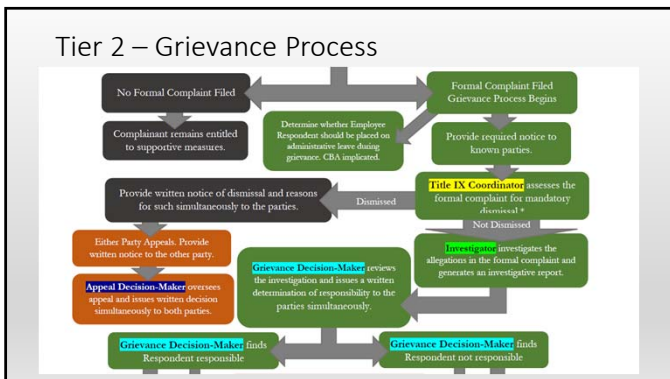 Tier 2 – Grievance Process
No Formal Complaint Filed
Formal Complaint Filed
Grievance Process Begins
Complainant remains entitled
to supportive measures.
Determine whether Employee
Respondent should be placed on
administrative leave during
grievance. CBA implicated.
Provide required notice to
known parties.
Provide written notice of dismissal and reasons
for such simultaneously to the parties.
Dismissed
Title IX Coordinator assesses the
formal complaint for mandatory
dismissal *
Not Dismissed
Either Party Appeals. Provide
written notice to the other party.
Investigator investigates the
allegations in the formal complaint and
generates an investigative report.
Grievance Decision-Maker reviews
the investigation and issues a written
determination of responsibility to the
parties simultaneously.
Appeal Decision-Maker oversees
appeal and issues written decision
simultaneously to both parties.
Grievance Decision-Maker finds
Respondent responsible
Grievance Decision-Maker finds
Respondent not responsible